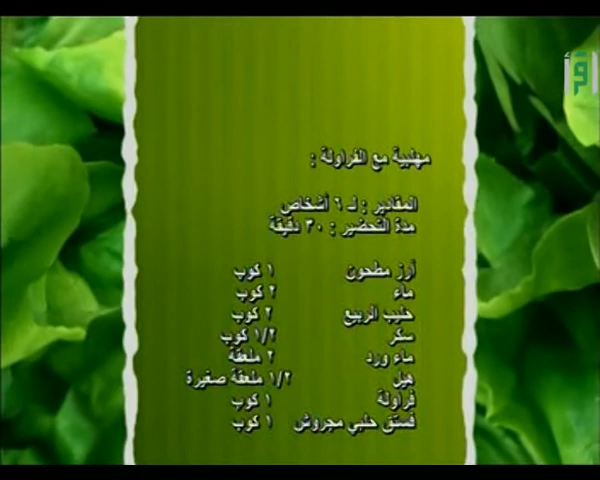 اقرأ
مهلبية مع الفراولة :
المقادير : لـ ٦ أشخاص
مدة التحضير : ٣٠ دقيقة
أرز مطحون ١ كوب
ماء ٢ كوب
حليب الربيع ٢ كوب
سكر ١/٢ كوب
ماء ورد ٢ ملعقة
هيل ١/٢ ملعقة صغيرة
فراولة ١ كوب
فستق حلبي مجروش ١ كوب